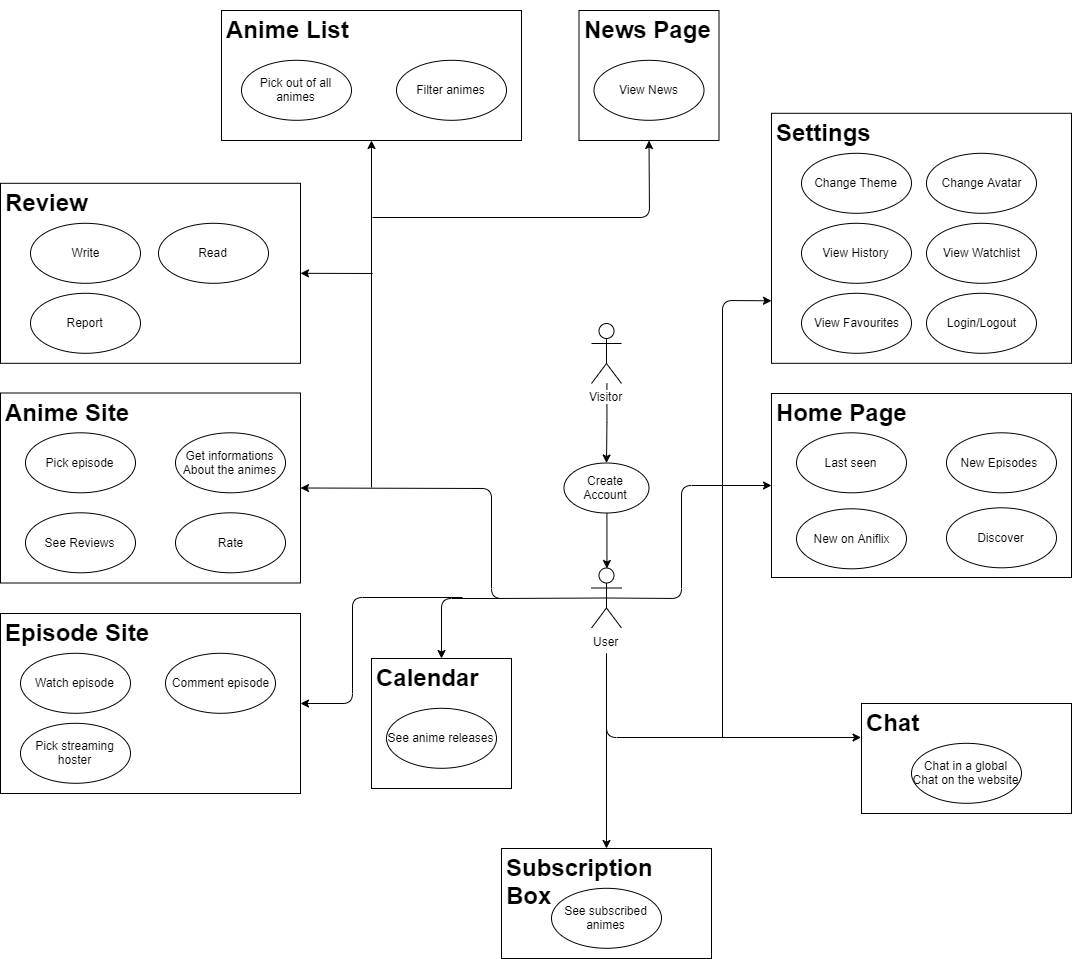 Anime List
Pick out of all
animes
Filter animes
News Page
View News
Settings
Change Theme
Change Avatar
View History
View Watchlist
View Favourites
Login/Logout
Review
Write
Read
Report
Visitor
Create
Account
User
Anime Site
Pick episode
Get informations
About the animes
See Reviews
Rate
Home Page
Last seen
New Episodes
New on Aniflix
Discover
Episode Site
Watch episode
Comment episode
Pick streaming
hoster
Calendar
See anime releases
Chat
Chat in a global
Chat on the website
Subscription
Box
See subscribed
animes